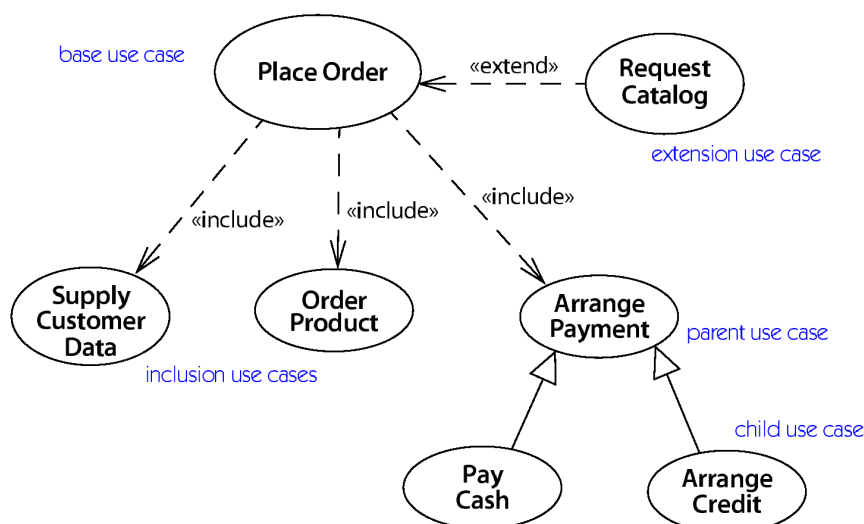 base use case
Place Order
«extend»
Request
Catalog
extension use case
«include»
«include»
«include»
Supply
Customer
Data
Order
Product
Arrange
Payment
parent use case
inclusion use cases
child use case
Pay
Cash
Arrange
Credit